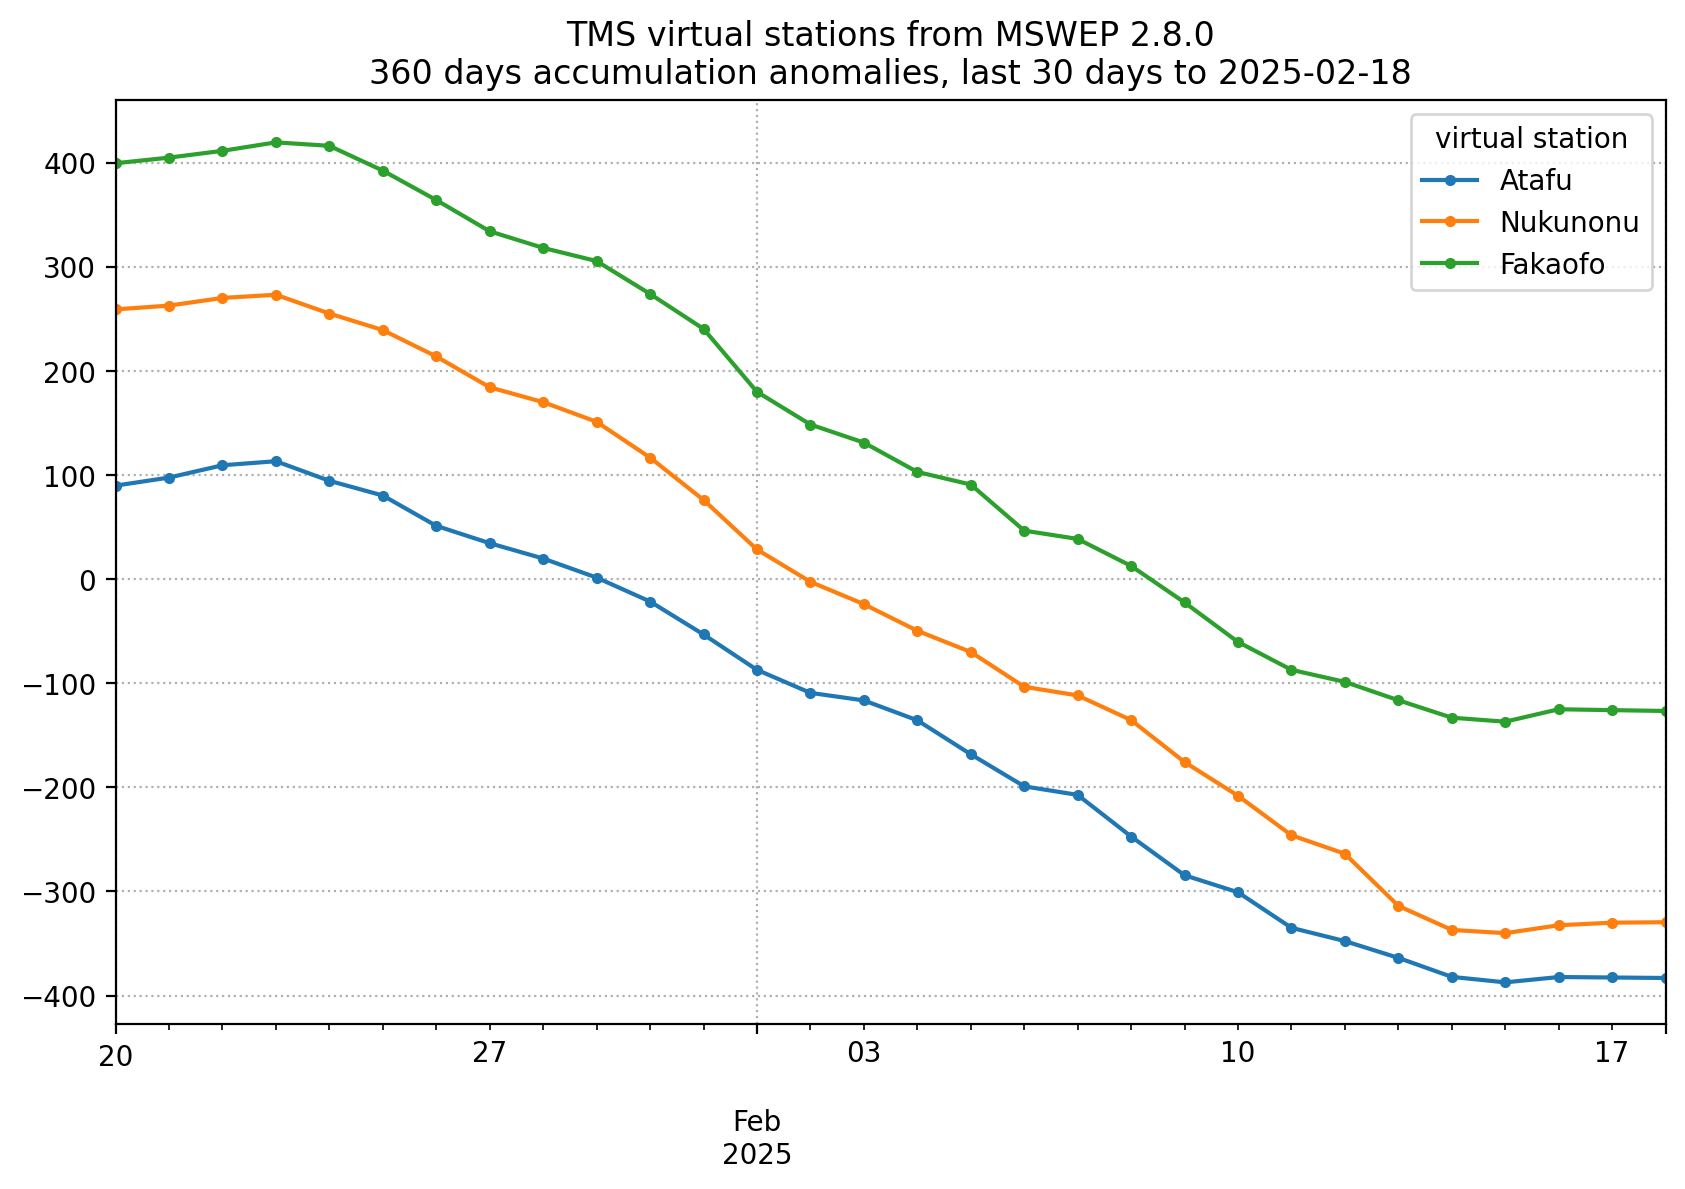 TMS virtual stations from MSWEP 2.8.0
360 days accumulation anomalies, last 30 days to 2025-02-18
virtual station
Atafu
Nukunonu
Fakaofo
400
300
200
100
0
−100
−200
−300
−400
20
27
03
10
17
Feb
2025